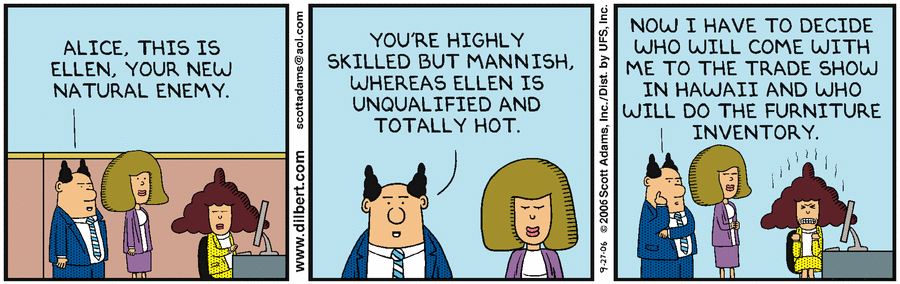 ALICE, THIS IS
ELLEN, YOUR NEW
NATURAL ENEMY.
scottadams@aol.com
www.dilbert.com
YOU'RE HIGHLY
SKILLED BUT MANNISH,
WHEREAS ELLEN IS
UNQUALIFIED AND
TOTALLY HOT.
9-27-06 © 2006 Scott Adams, Inc./Dist. by UFS, Inc.
NOW I HAVE TO DECIDE
WHO WILL COME WITH
ME TO THE TRADE SHOW
IN HAWAII AND WHO
WILL DO THE FURNITURE
INVENTORY.